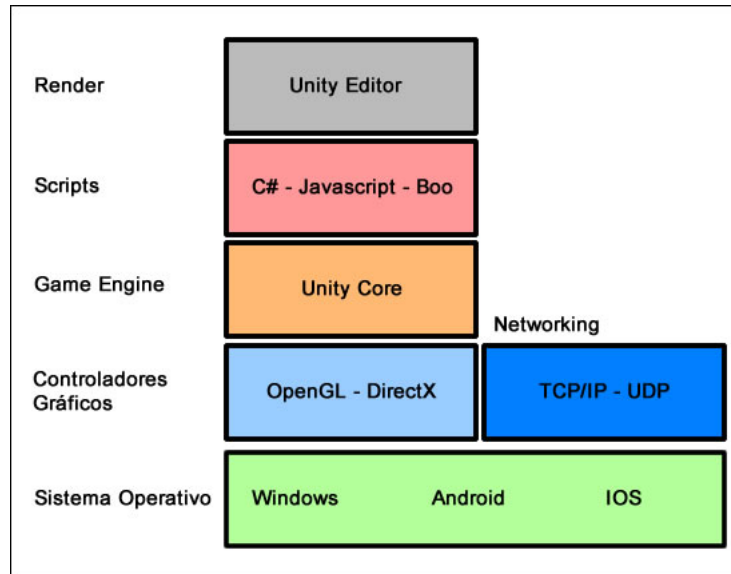 Render
Unity Editor
Scripts
C# - Javascript - Boo
Game Engine
Unity Core
Networking
Controladores
Gráficos
OpenGL - DirectX
TCP/IP - UDP
Sistema Operativo
Windows
Android
IOS